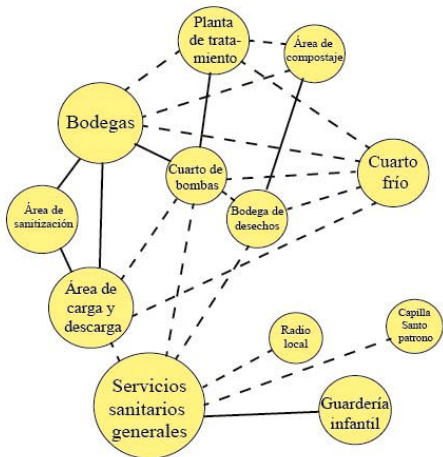 Planta
de trata-
miento
Área de
compostaje
Bodegas
Cuarto de
bombas
Cuarto
frío
Área de
sanitización
Bodega de
desechos
Área de
carga y
descarga
Radio
local
Capilla
Santo
patrono
Servicios
sanitarios
generales
Guardería
infantil